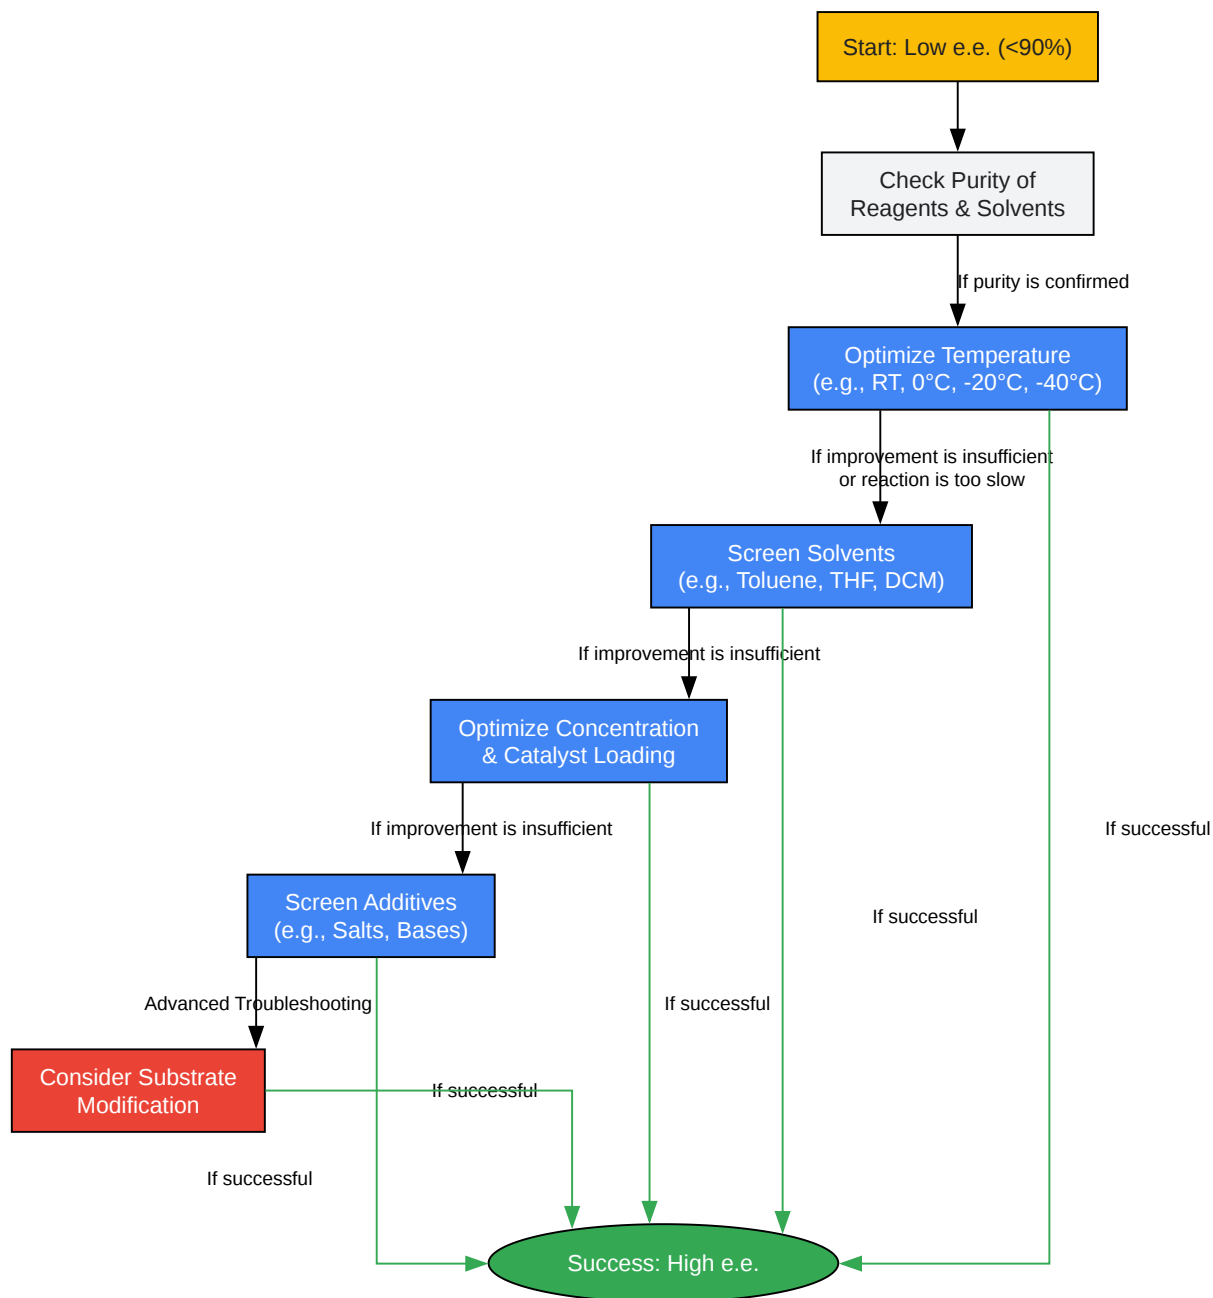 Start: Low e.e. (<90%)
Check Purity of
Reagents & Solvents
If purity is confirmed
Optimize Temperature
(e.g., RT, 0°C, -20°C, -40°C)
If improvement is insufficient
or reaction is too slow
Screen Solvents
(e.g., Toluene, THF, DCM)
If improvement is insufficient
Optimize Concentration
& Catalyst Loading
If improvement is insufficient
If successful
Screen Additives
(e.g., Salts, Bases)
If successful
Advanced Troubleshooting
If successful
Consider Substrate
Modification
If successful
If successful
Success: High e.e.